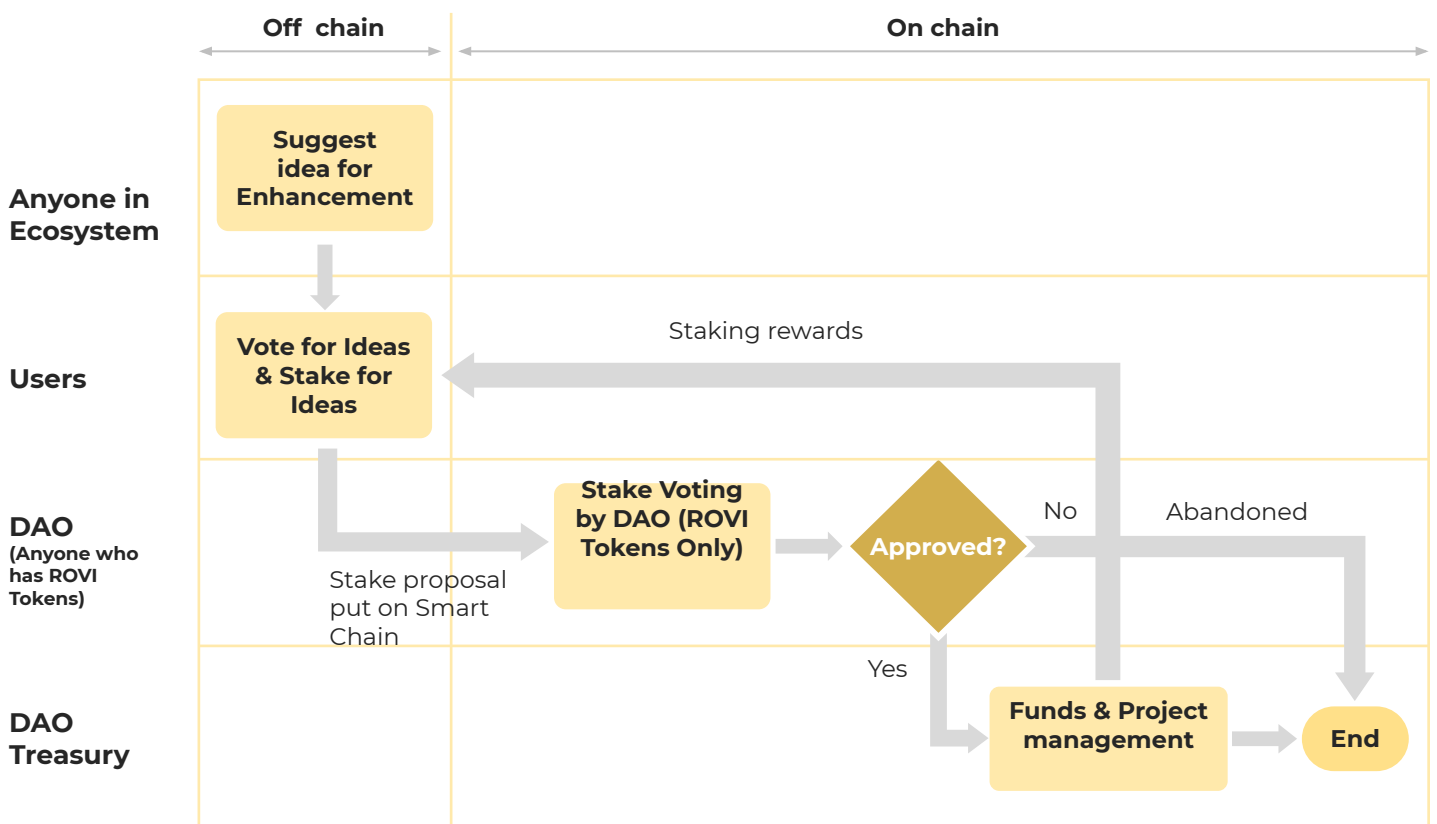 Off chain
On chain
Anyone in
Ecosystem
Suggest
idea for
Enhancement
Users
Vote for Ideas
& Stake for
Ideas
Staking rewards
DAO
(Anyone who
has ROVI
Tokens)
Stake proposal
put on Smart
Chain
Stake Voting
by DAO (ROVI
Tokens Only)
Approved?
No
Abandoned
Yes
DAO
Treasury
Funds & Project
management
End